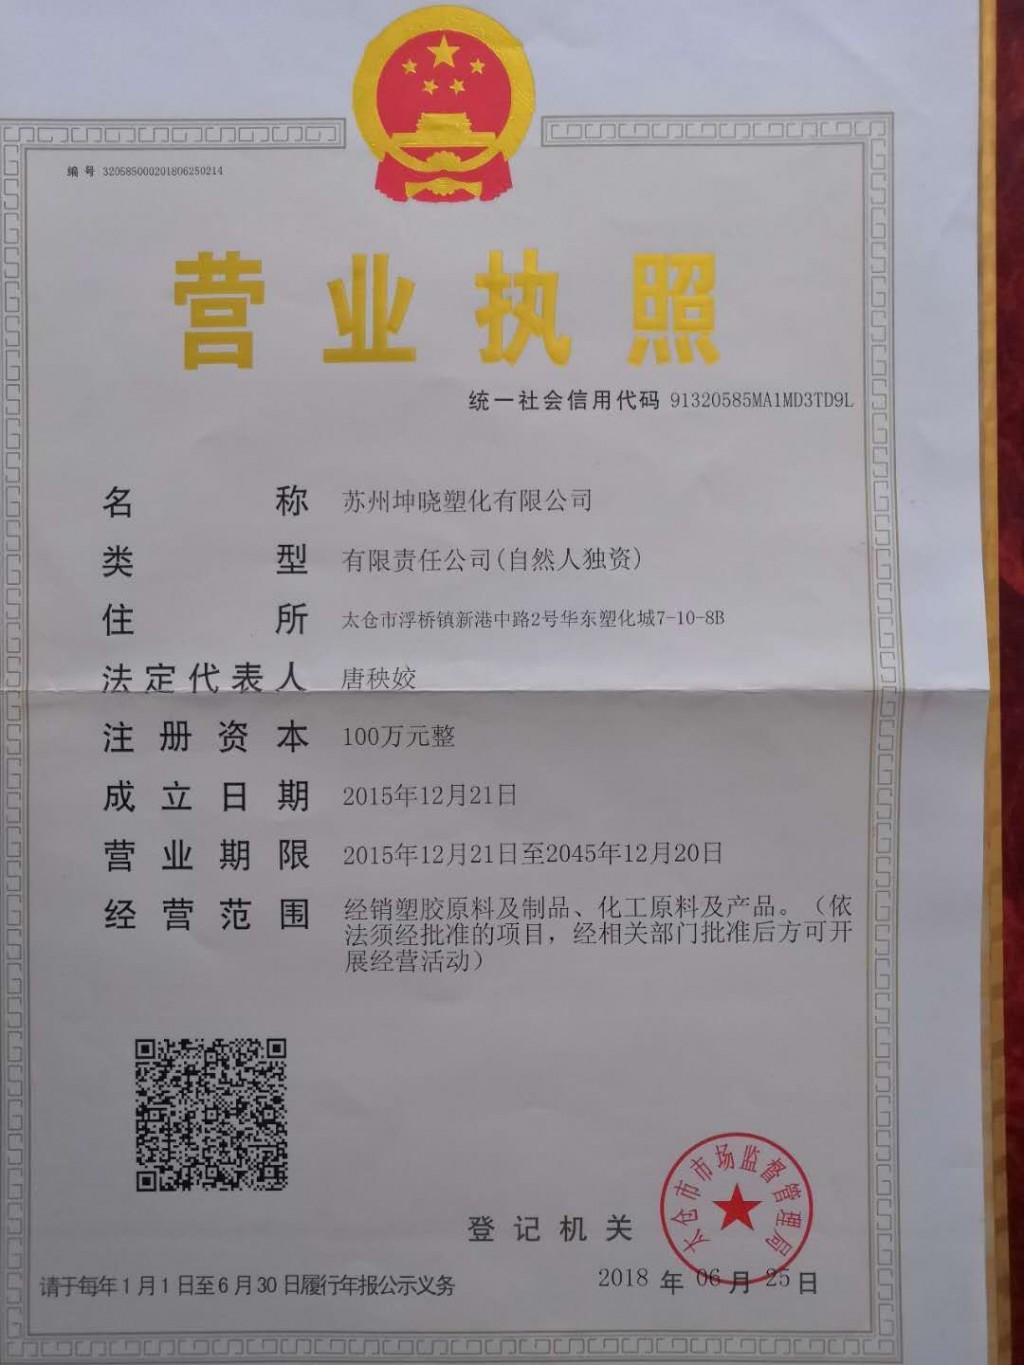 编 号 320585000201806250214
营业执照
统一社会信用代码 91320585MA1MD3TD9L
名称 苏州坤晓塑化有限公司
类型 有限责任公司(自然人独资)
住所 太仓市浮桥镇新港中路2号华东塑化城7-10-8B
法定代表人 唐秧姣
注册资本 100万元整
成立日期 2015年12月21日
营业期限 2015年12月21日至2045年12月20日
经营范围 经销塑胶原料及制品、化工原料及产品。（依
法须经批准的项目，经相关部门批准后方可开
展经营活动）
太仓市市场监督管理局
登记机关
2018 年 06 月 25 日
请于每年1月1日至6月30日履行年报公示义务